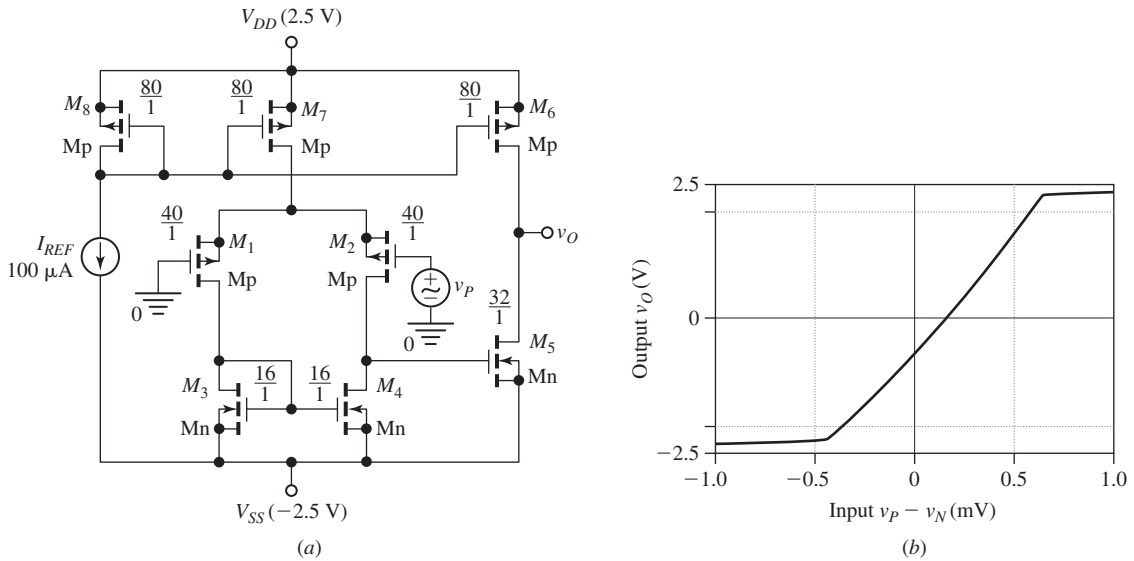 V_DD (2.5 V)
M_8
80/1
80/1
M_7
80/1
M_6
Mp
Mp
Mp
40/1
M_1
M_2
40/1
I_REF
100 μA
Mp
Mp
v_O
v_P
0
0
32/1
M_5
Mn
M_3
16/1
16/1
M_4
Mn
Mn
V_SS (−2.5 V)
(a)
Output v_O (V)
2.5
0
−2.5
−1.0
−0.5
0
0.5
1.0
Input v_P − v_N (mV)
(b)